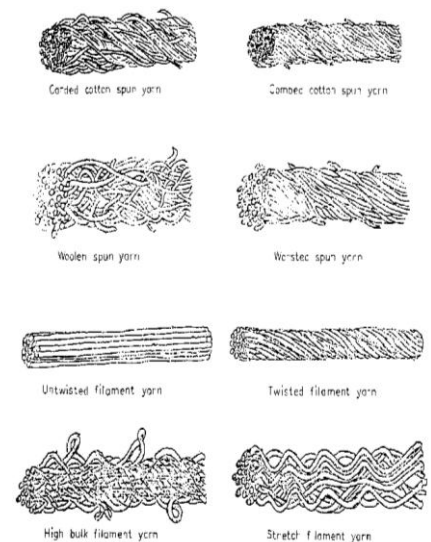 Carded cotton spun yarn
Combed cotton spun yarn
Woolen spun yarn
Worsted spun yarn
Untwisted filament yarn
Twisted filament yarn
High bulk filament yarn
Stretch filament yarn